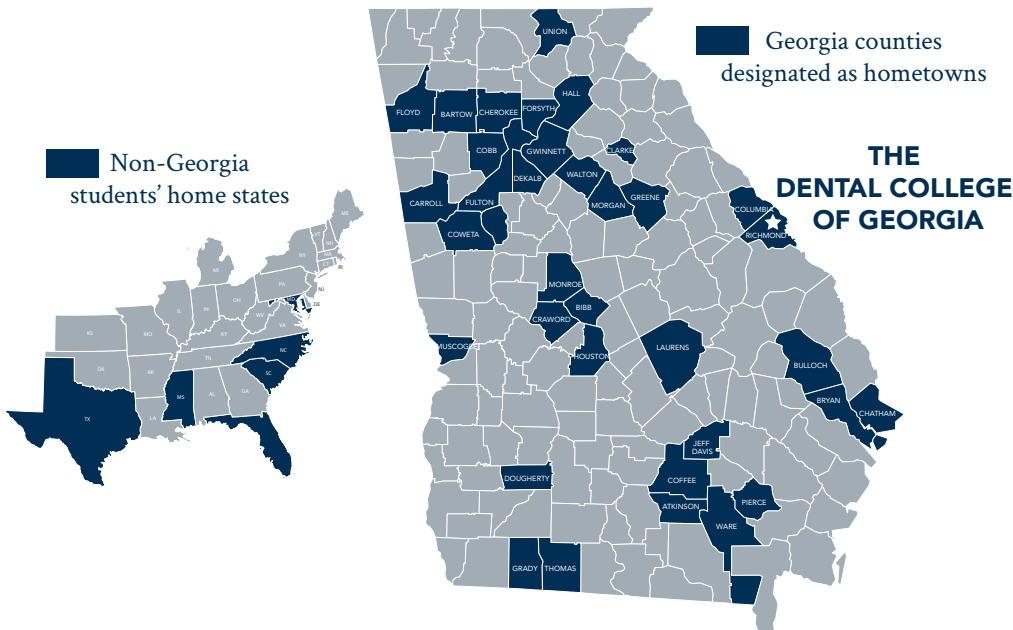 Georgia counties
designated as hometowns
THE
DENTAL COLLEGE
OF GEORGIA
Non-Georgia
students’ home states
UNION
HALL
FLOYD
BARTOW
CHEROKEE
FORSYTH
COBB
GWINNETT
CLARKE
DEKALB
WALTON
CARROLL
FULTON
MORGAN
GREENE
COLUMBIA
RICHMOND
COWETA
MONROE
BIBB
CRAWORD
MUSCOGEE
HOUSTON
LAURENS
BULLOCH
BRYAN
CHATHAM
JEFF
DAVIS
DOUGHERTY
COFFEE
ATKINSON
PIERCE
WARE
GRADY
THOMAS
ME
VT
NH
NY
MA
CT
RI
MI
PA
NJ
OH
IN
IL
MD
DE
WV
VA
KS
MO
KY
NC
TN
OK
AR
SC
MS
AL
GA
TX
LA